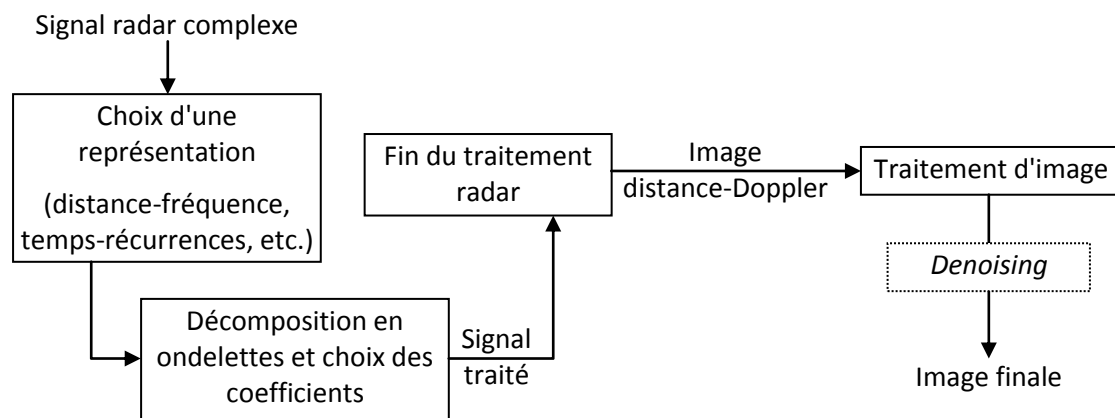 Signal radar complexe
Choix d'une
représentation
(distance-fréquence,
temps-récurrences, etc.)
Décomposition en
ondelettes et choix des
coefficients
Signal
traité
Fin du traitement
radar
Image
distance-Doppler
Traitement d'image
Denoising
Image finale